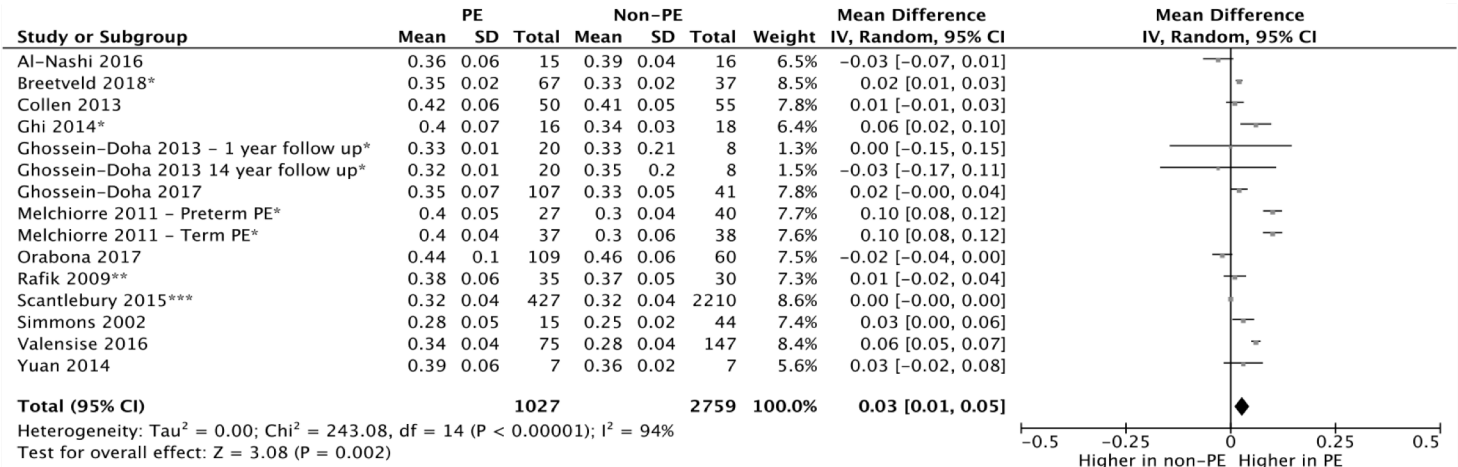 PE Non-PE Mean Difference Mean Difference
Study or Subgroup Mean SD Total Mean SD Total Weight IV, Random, 95% CI IV, Random, 95% CI
Al-Nashi 2016 0.36 0.06 15 0.39 0.04 16 6.5% -0.03 [-0.07, 0.01]
Breetveld 2018* 0.35 0.02 67 0.33 0.02 37 8.5% 0.02 [0.01, 0.03]
Collen 2013 0.42 0.06 50 0.41 0.05 55 7.8% 0.01 [-0.01, 0.03]
Ghi 2014* 0.4 0.07 16 0.34 0.03 18 6.4% 0.06 [0.02, 0.10]
Ghossein-Doha 2013 - 1 year follow up* 0.33 0.01 20 0.33 0.21 8 1.3% 0.00 [-0.15, 0.15]
Ghossein-Doha 2013 14 year follow up* 0.32 0.01 20 0.35 0.2 8 1.5% -0.03 [-0.17, 0.11]
Ghossein-Doha 2017 0.35 0.07 107 0.33 0.05 41 7.8% 0.02 [-0.00, 0.04]
Melchiorre 2011 - Preterm PE* 0.4 0.05 27 0.3 0.04 40 7.7% 0.10 [0.08, 0.12]
Melchiorre 2011 - Term PE* 0.4 0.04 37 0.3 0.06 38 7.6% 0.10 [0.08, 0.12]
Orabona 2017 0.44 0.1 109 0.46 0.06 60 7.5% -0.02 [-0.04, 0.00]
Rafik 2009** 0.38 0.06 35 0.37 0.05 30 7.2% 0.01 [-0.02, 0.04]
Scantlebury 2015*** 0.32 0.04 427 0.32 0.04 2210 8.6% 0.00 [-0.00, 0.00]
Simmons 2002 0.28 0.05 15 0.25 0.02 44 7.4% 0.03 [0.00, 0.06]
Valensise 2016 0.34 0.04 75 0.28 0.04 147 8.4% 0.06 [0.05, 0.07]
Yuan 2014 0.39 0.06 7 0.36 0.02 7 5.6% 0.03 [-0.02, 0.08]
Total (95% CI) 1027 2759 100.0% 0.03 [0.01, 0.05]
Heterogeneity: Tau² = 0.00; Chi² = 243.08, df = 14 (P < 0.00001); I² = 94%
Test for overall effect: Z = 3.08 (P = 0.002)
-0.5 -0.25 0 0.25 0.5
Higher in non-PE Higher in PE